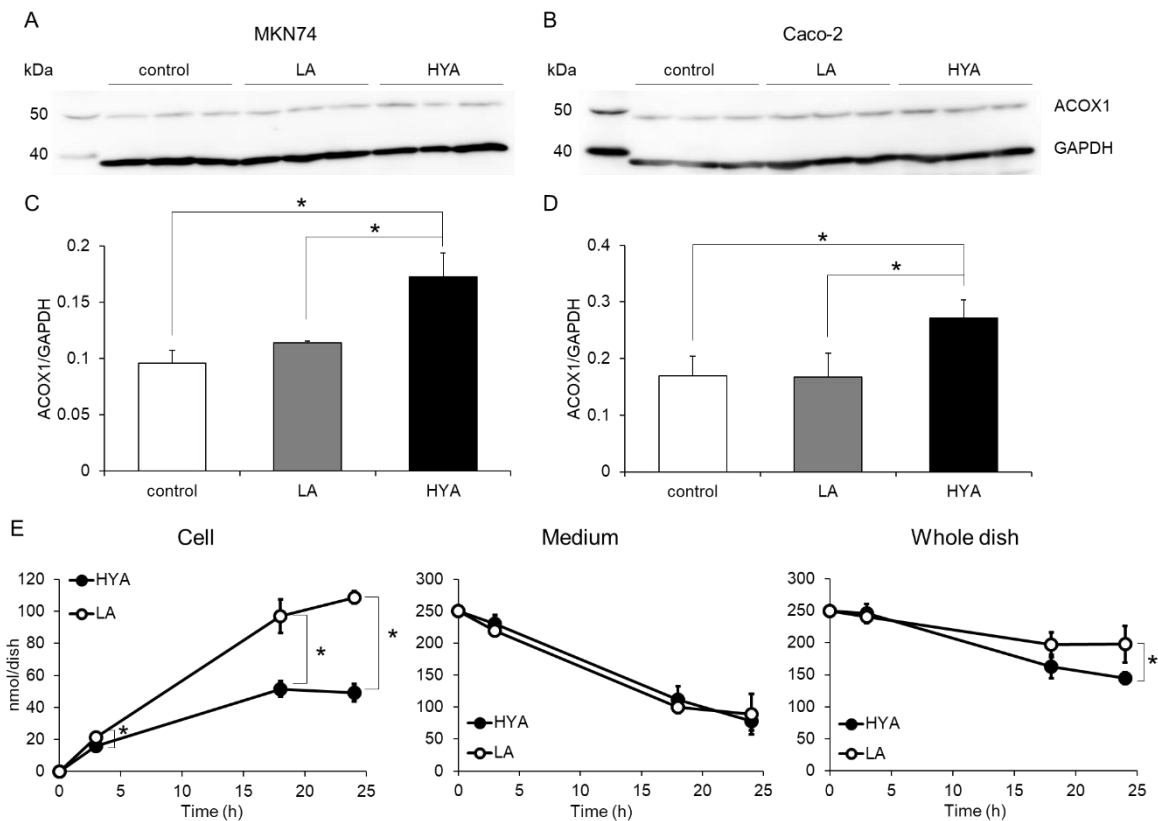 A
B
MKN74
Caco-2
kDa
control
LA
HYA
kDa
control
LA
HYA
50
50
ACOX1
40
40
GAPDH
C
D
*
*
0.2
0.15
0.1
0.05
0
ACOX1/GAPDH
control
LA
HYA
*
*
0.4
0.3
0.2
0.1
0
ACOX1/GAPDH
control
LA
HYA
E
Cell
120
100
80
60
40
20
0
nmol/dish
HYA
LA
*
*
*
0
5
10
15
20
25
Time (h)
Medium
300
250
200
150
100
50
0
HYA
LA
0
5
10
15
20
25
Time (h)
Whole dish
300
250
200
150
100
50
0
HYA
LA
*
0
5
10
15
20
25
Time (h)